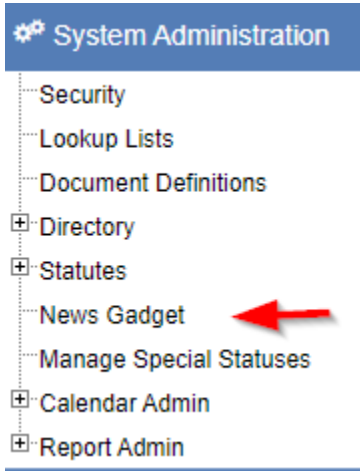 System Administration
Security
Lookup Lists
Document Definitions
Directory
Statutes
News Gadget
Manage Special Statuses
Calendar Admin
Report Admin